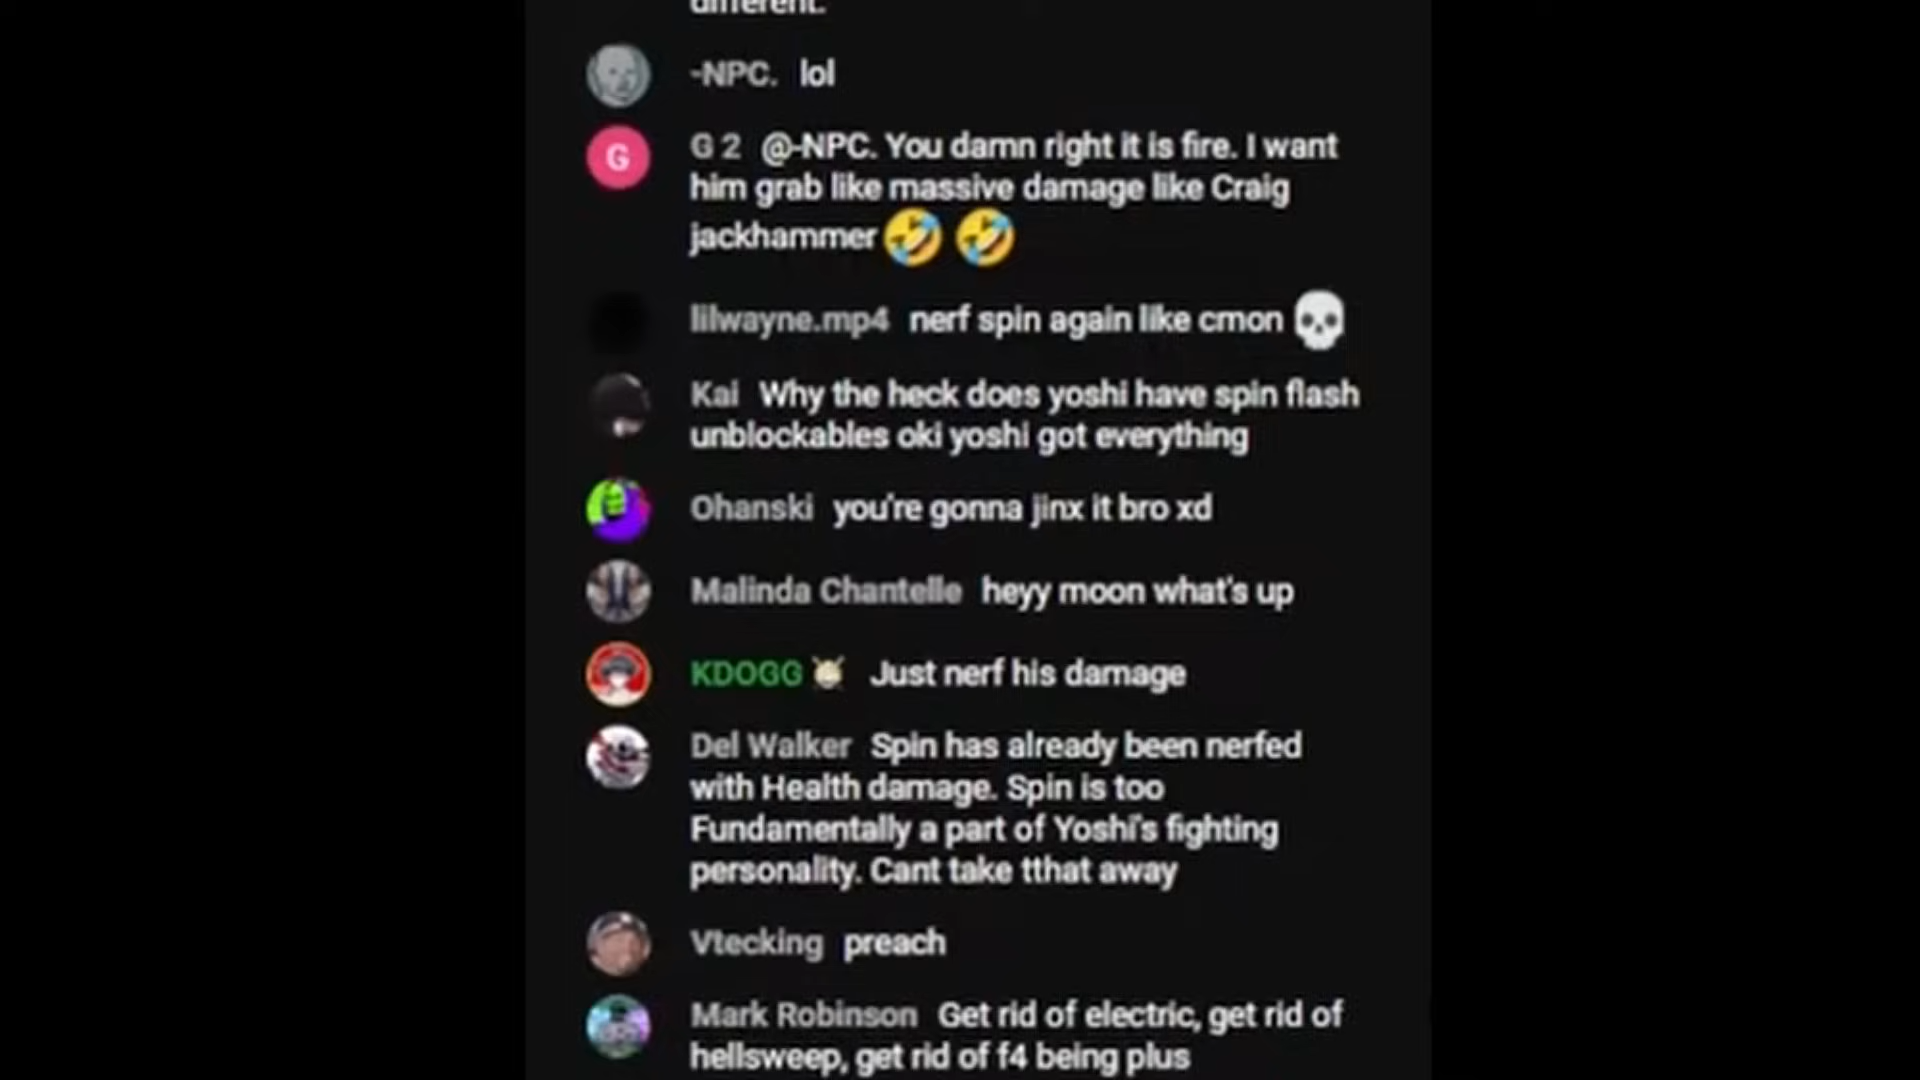 different.
-NPC. lol
G
G 2 @-NPC. You damn right it is fire. I want
him grab like massive damage like Craig
jackhammer🤣 🤣
lilwayne.mp4 nerf spin again like cmon 💀
Kai Why the heck does yoshi have spin flash
unblockables oki yoshi got everything
Ohanski you're gonna jinx it bro xd
Malinda Chantelle heyy moon what's up
KDOGG Just nerf his damage
Del Walker Spin has already been nerfed
with Health damage. Spin is too
Fundamentally a part of Yoshi's fighting
personality. Cant take tthat away
Vtecking preach
Mark Robinson Get rid of electric, get rid of
hellsweep, get rid of f4 being plus